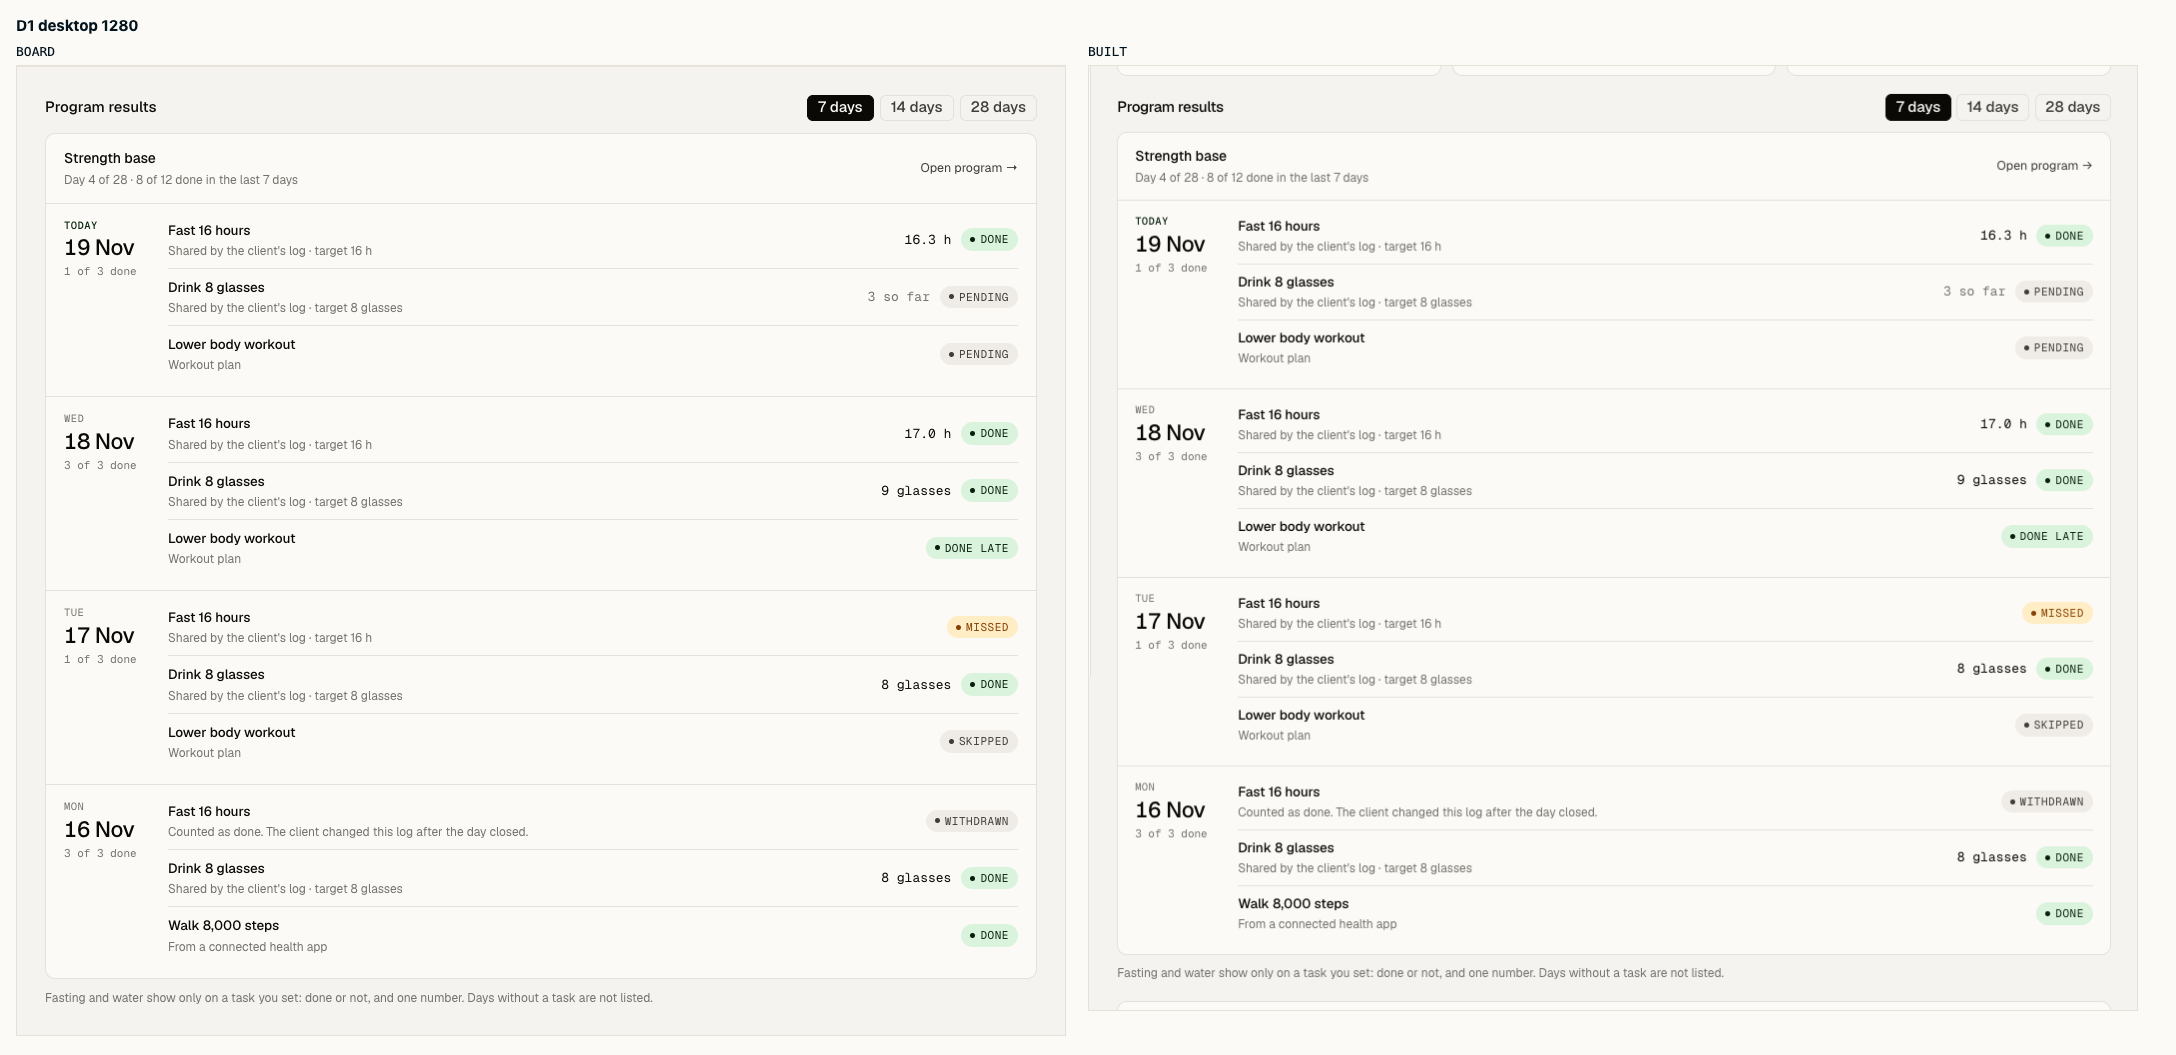 D1 desktop 1280
BOARD
Program results
7 days
14 days
28 days
Strength base
Day 4 of 28 · 8 of 12 done in the last 7 days
Open program →
TODAY
19 Nov
1 of 3 done
Fast 16 hours
Shared by the client's log · target 16 h
16.3 h
DONE
Drink 8 glasses
Shared by the client's log · target 8 glasses
3 so far
PENDING
Lower body workout
Workout plan
PENDING
WED
18 Nov
3 of 3 done
Fast 16 hours
Shared by the client's log · target 16 h
17.0 h
DONE
Drink 8 glasses
Shared by the client's log · target 8 glasses
9 glasses
DONE
Lower body workout
Workout plan
DONE LATE
TUE
17 Nov
1 of 3 done
Fast 16 hours
Shared by the client's log · target 16 h
MISSED
Drink 8 glasses
Shared by the client's log · target 8 glasses
8 glasses
DONE
Lower body workout
Workout plan
SKIPPED
MON
16 Nov
3 of 3 done
Fast 16 hours
Counted as done. The client changed this log after the day closed.
WITHDRAWN
Drink 8 glasses
Shared by the client's log · target 8 glasses
8 glasses
DONE
Walk 8,000 steps
From a connected health app
DONE
Fasting and water show only on a task you set: done or not, and one number. Days without a task are not listed.
BUILT
Program results
7 days
14 days
28 days
Strength base
Day 4 of 28 · 8 of 12 done in the last 7 days
Open program →
TODAY
19 Nov
1 of 3 done
Fast 16 hours
Shared by the client's log · target 16 h
16.3 h
DONE
Drink 8 glasses
Shared by the client's log · target 8 glasses
3 so far
PENDING
Lower body workout
Workout plan
PENDING
WED
18 Nov
3 of 3 done
Fast 16 hours
Shared by the client's log · target 16 h
17.0 h
DONE
Drink 8 glasses
Shared by the client's log · target 8 glasses
9 glasses
DONE
Lower body workout
Workout plan
DONE LATE
TUE
17 Nov
1 of 3 done
Fast 16 hours
Shared by the client's log · target 16 h
MISSED
Drink 8 glasses
Shared by the client's log · target 8 glasses
8 glasses
DONE
Lower body workout
Workout plan
SKIPPED
MON
16 Nov
3 of 3 done
Fast 16 hours
Counted as done. The client changed this log after the day closed.
WITHDRAWN
Drink 8 glasses
Shared by the client's log · target 8 glasses
8 glasses
DONE
Walk 8,000 steps
From a connected health app
DONE
Fasting and water show only on a task you set: done or not, and one number. Days without a task are not listed.